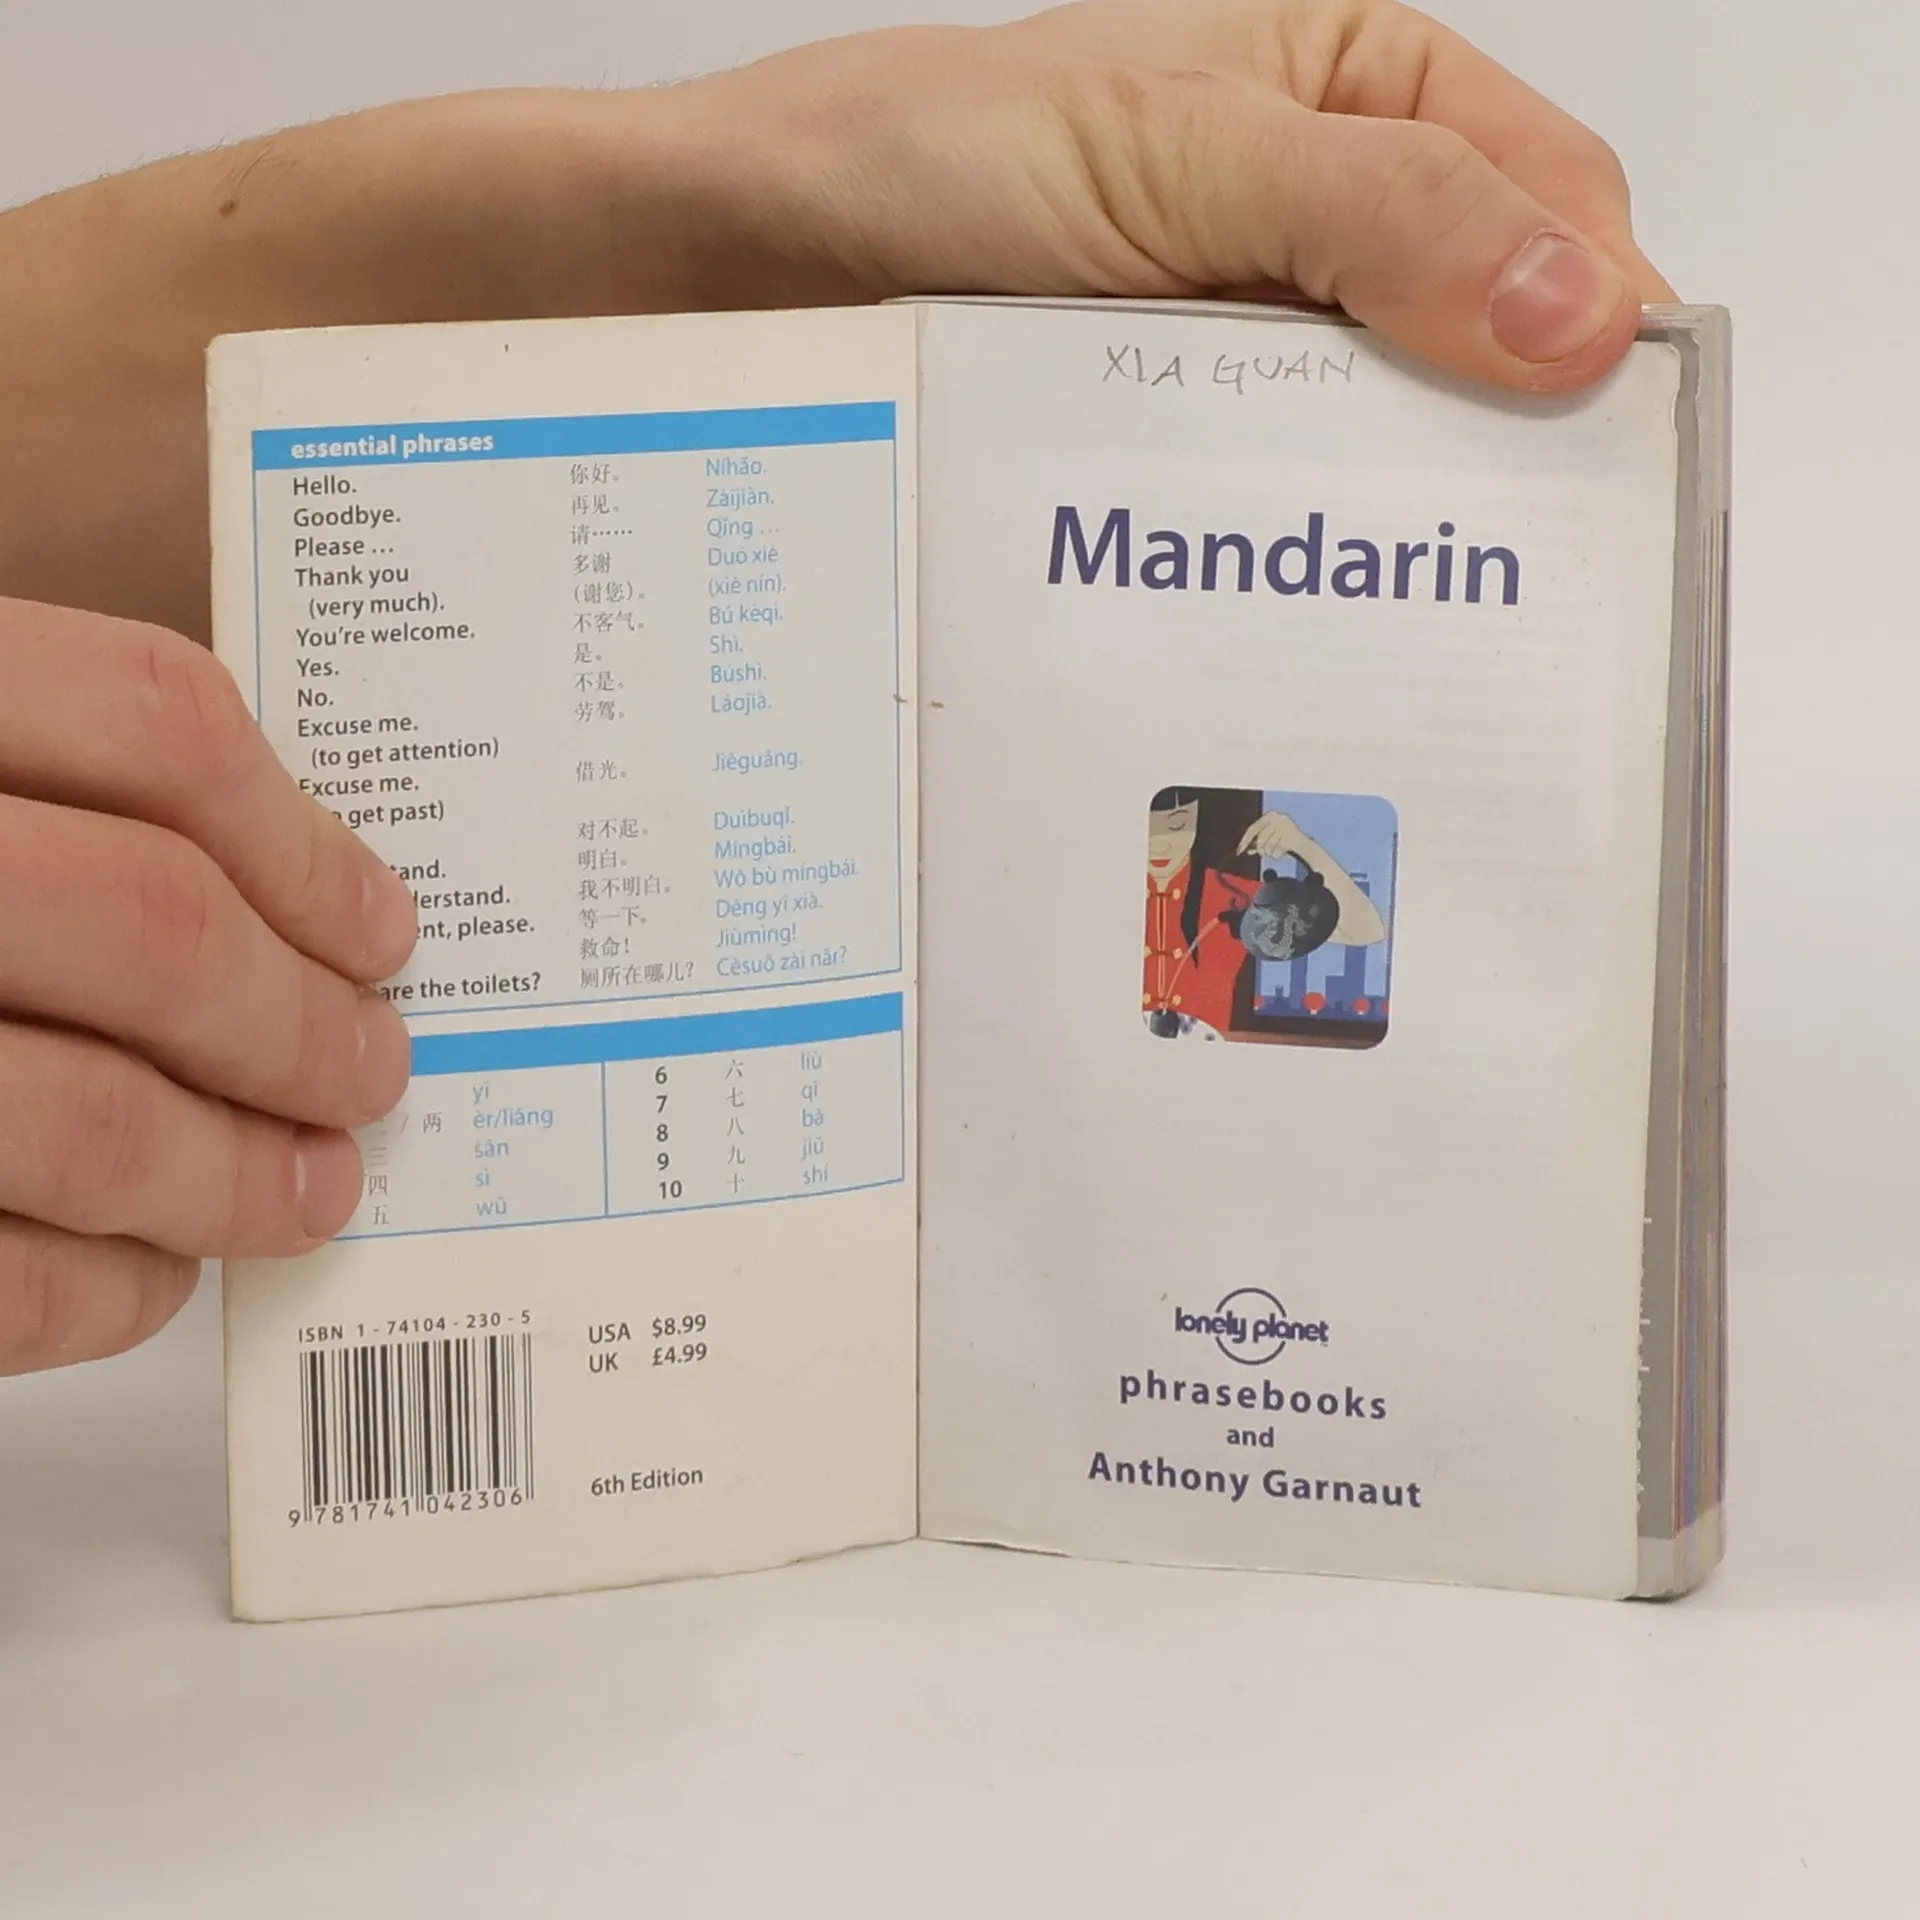 essential phrases
Hello. 你好。 Níhǎo.
Goodbye. 再见。 Zàijiàn.
Please ... 请…… Qǐng ...
Thank you 多谢 Duō xiè
(very much). (谢您)。 (xiè nín).
You're welcome. 不客气。 Bú kèqi.
Yes. 是。 Shì.
No. 不是。 Búshì.
Excuse me. 劳驾。 Láojià.
(to get attention)
Excuse me. 借光。 Jièguāng.
get past)
对不起。 Duìbuqǐ.
明白。 Míngbái.
我不明白。 Wǒ bù míngbái.
please. 等一下。 Děng yí xià.
救命! Jiùmìng!
are the toilets? 厕所在哪儿? Cèsuǒ zài nǎr?
yī 6 六 liù
/ 两 èr/liǎng 7 七 qī
三 sān 8 八 bā
四 sì 9 九 jiǔ
五 wǔ 10 十 shí
ISBN 1-74104-230-5
9 781741 042306
USA $8.99
UK £4.99
6th Edition
XIA GUAN
Mandarin
lonely planet
phrasebooks
and
Anthony Garnaut